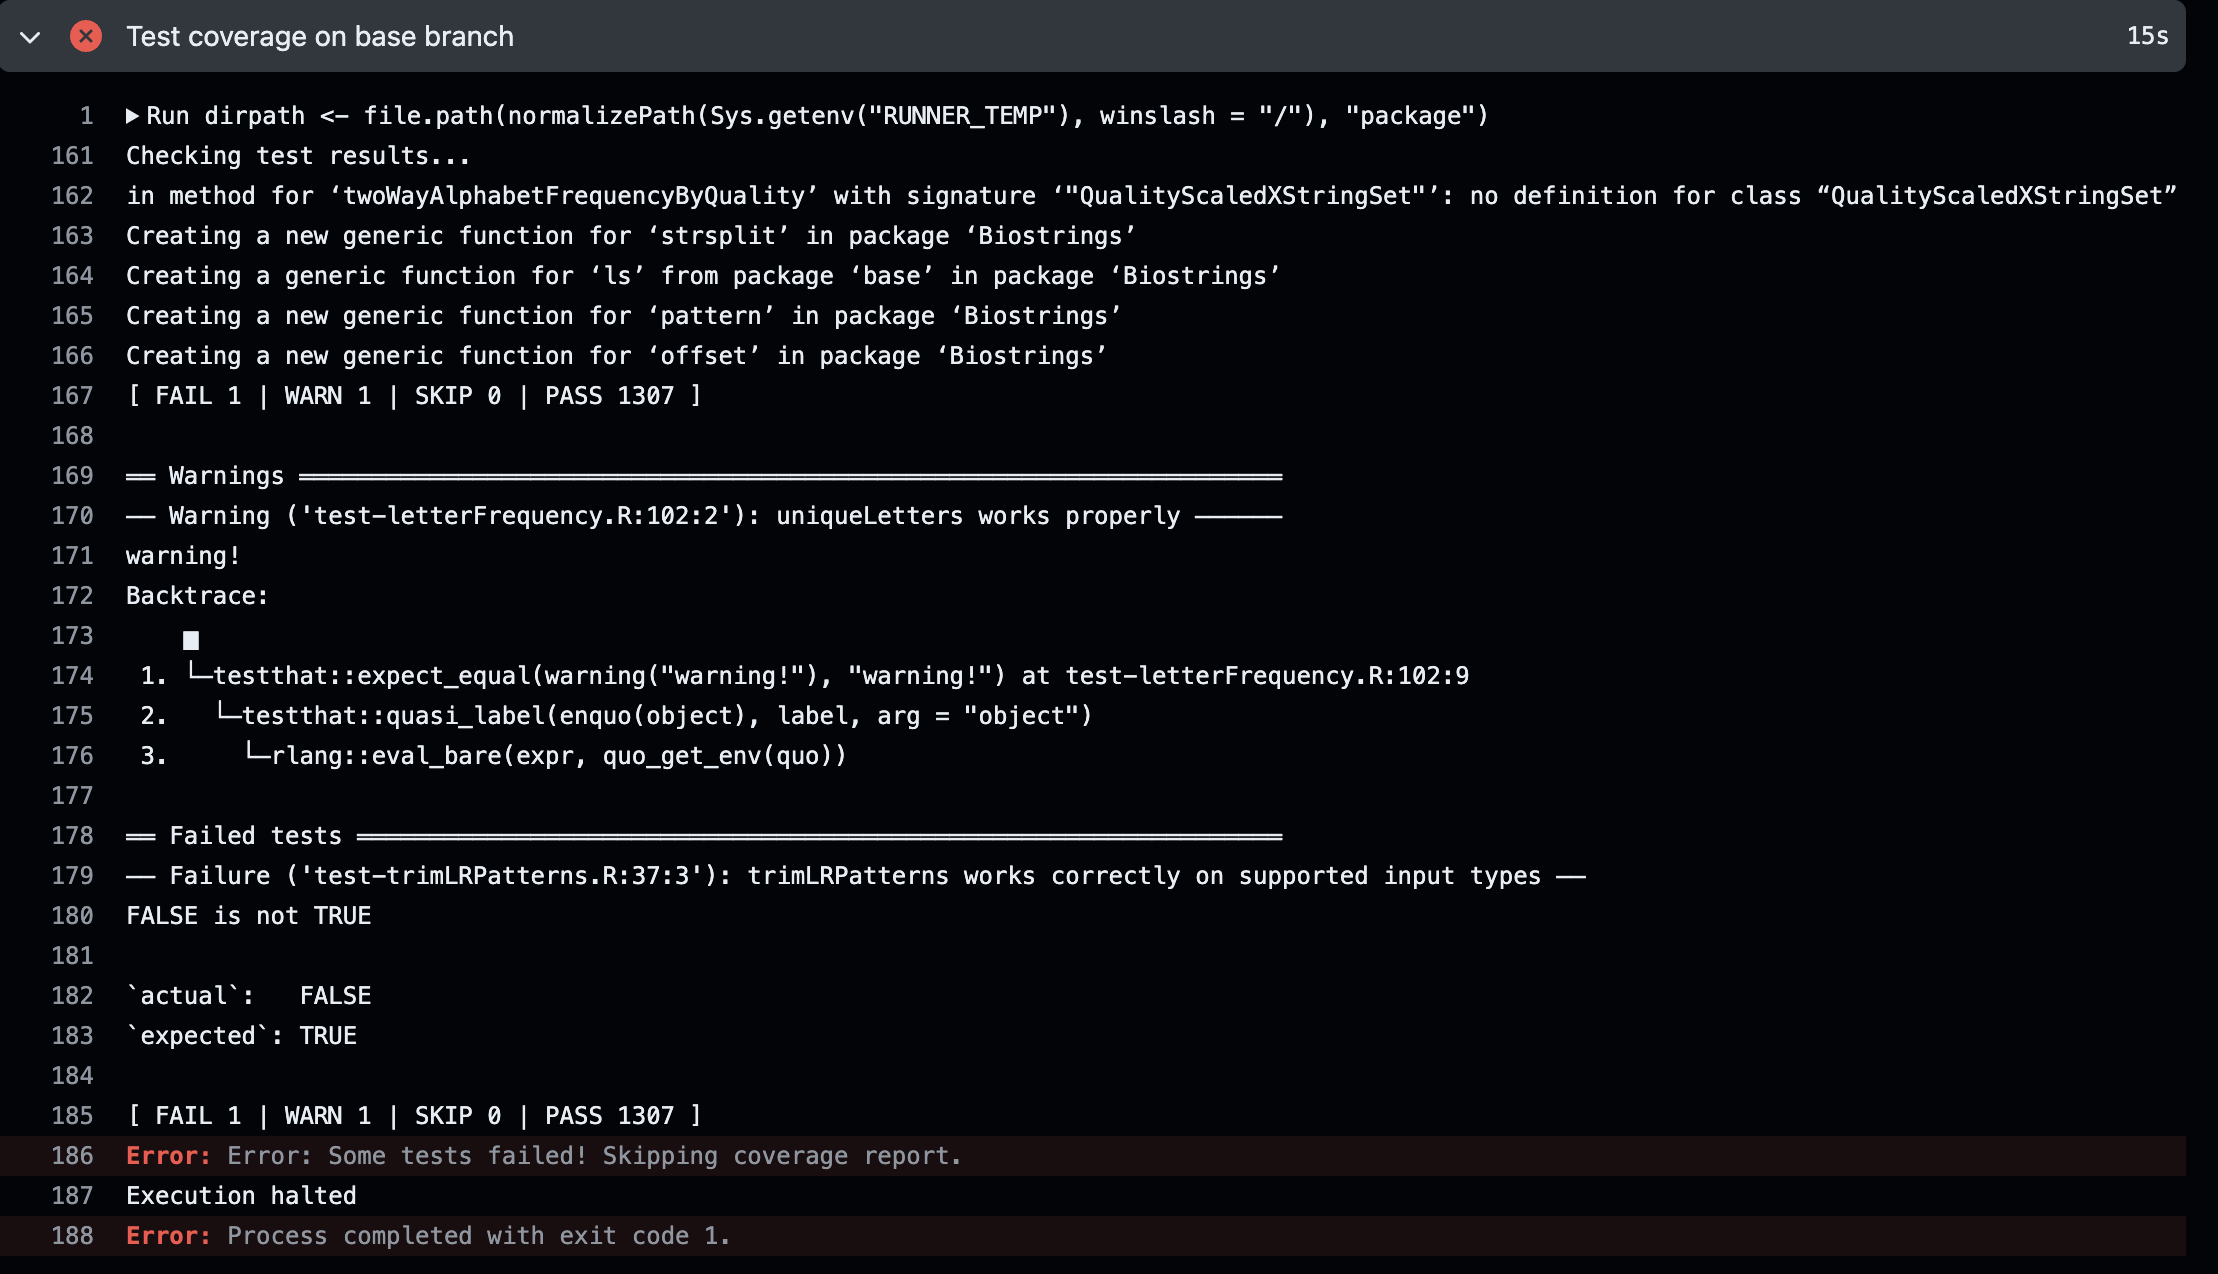 Test coverage on base branch 15s
1 ▶Run dirpath <- file.path(normalizePath(Sys.getenv("RUNNER_TEMP"), winslash = "/"), "package")
161 Checking test results...
162 in method for ‘twoWayAlphabetFrequencyByQuality’ with signature ‘"QualityScaledXStringSet"’: no definition for class “QualityScaledXStringSet”
163 Creating a new generic function for ‘strsplit’ in package ‘Biostrings’
164 Creating a generic function for ‘ls’ from package ‘base’ in package ‘Biostrings’
165 Creating a new generic function for ‘pattern’ in package ‘Biostrings’
166 Creating a new generic function for ‘offset’ in package ‘Biostrings’
167 [ FAIL 1 | WARN 1 | SKIP 0 | PASS 1307 ]
168
169 ══ Warnings ════════════════════════════════════════════════════════════════════
170 ── Warning ('test-letterFrequency.R:102:2'): uniqueLetters works properly ──────
171 warning!
172 Backtrace:
173     ▆
174  1. └─testthat::expect_equal(warning("warning!"), "warning!") at test-letterFrequency.R:102:9
175  2.   └─testthat::quasi_label(enquo(object), label, arg = "object")
176  3.     └─rlang::eval_bare(expr, quo_get_env(quo))
177
178 ══ Failed tests ════════════════════════════════════════════════════════════════
179 ── Failure ('test-trimLRPatterns.R:37:3'): trimLRPatterns works correctly on supported input types ──
180 FALSE is not TRUE
181
182 `actual`:   FALSE
183 `expected`: TRUE
184
185 [ FAIL 1 | WARN 1 | SKIP 0 | PASS 1307 ]
186 Error: Error: Some tests failed! Skipping coverage report.
187 Execution halted
188 Error: Process completed with exit code 1.